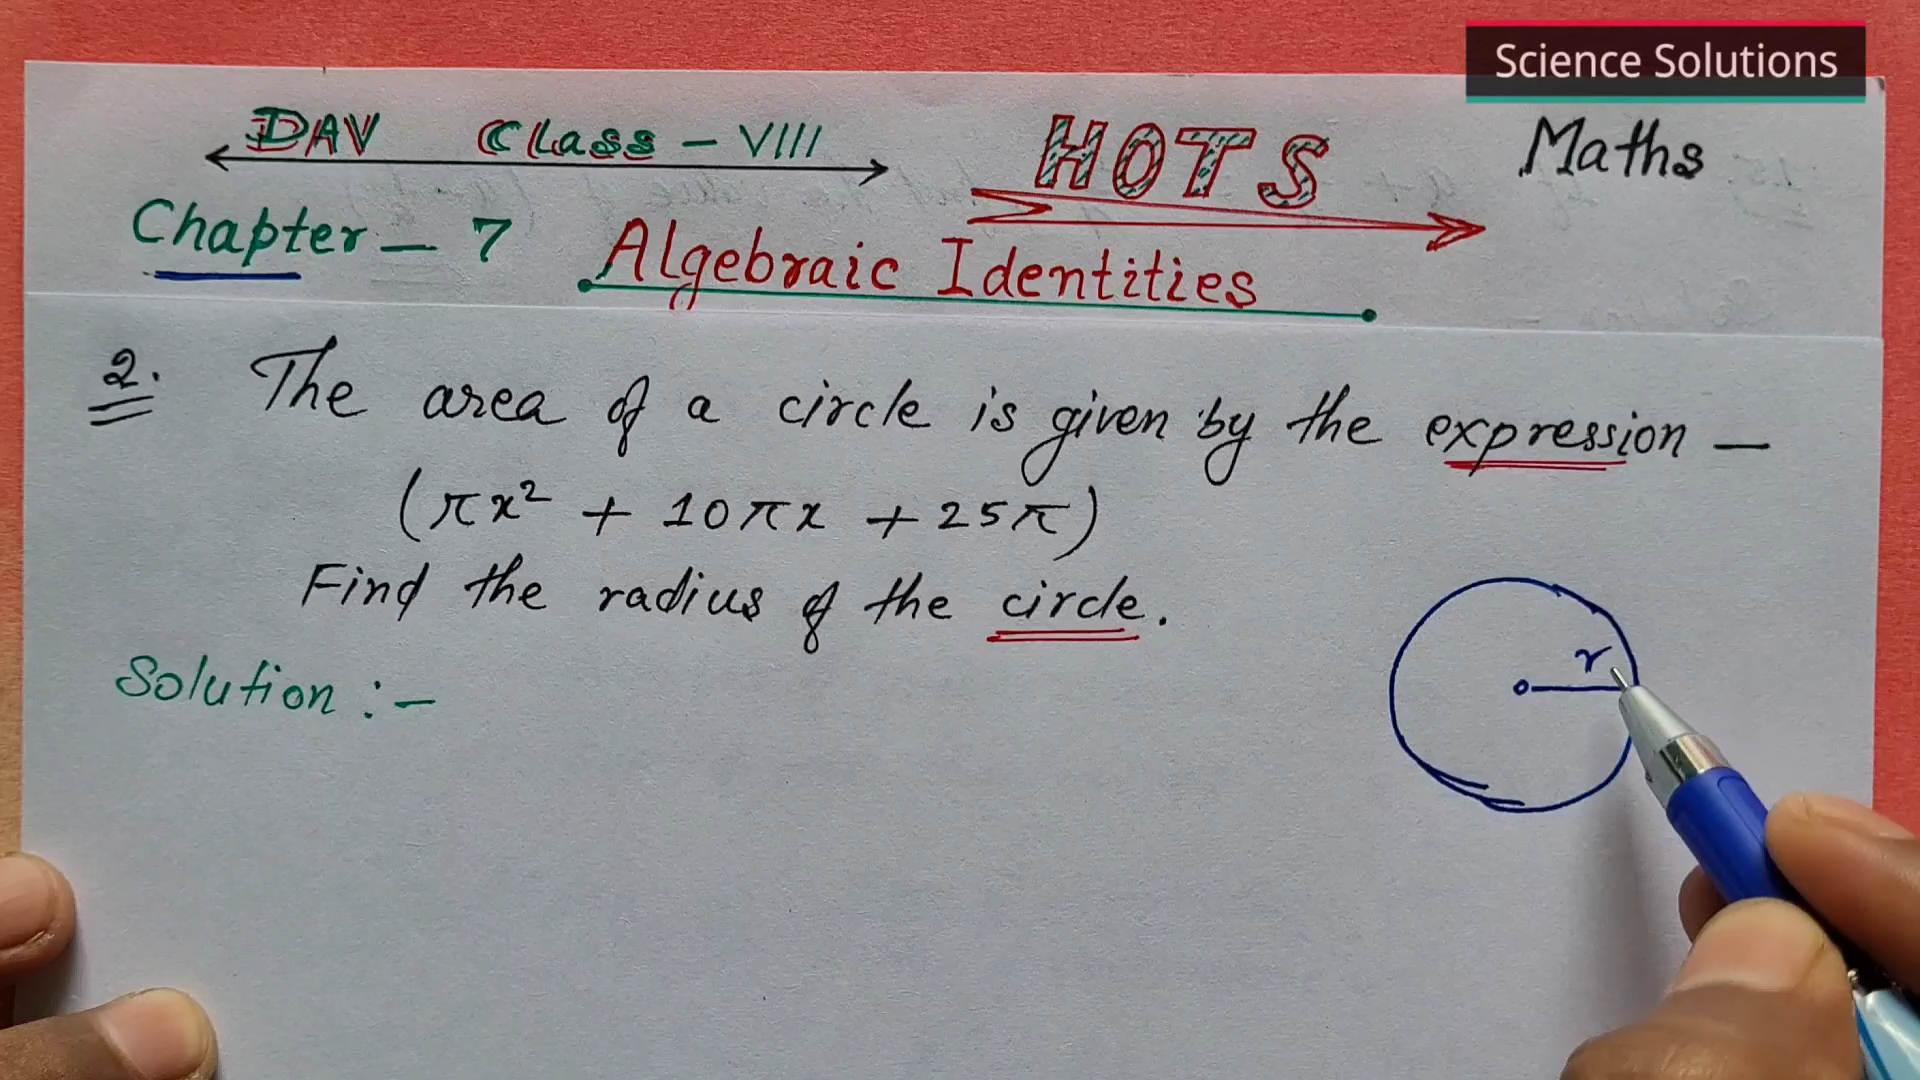 Science Solutions
DAV Class - VIII HOTS Maths
Chapter - 7 Algebraic Identities
2. The area of a circle is given by the expression -
(πx² + 10πx + 25π)
Find the radius of the circle.
Solution :-
r